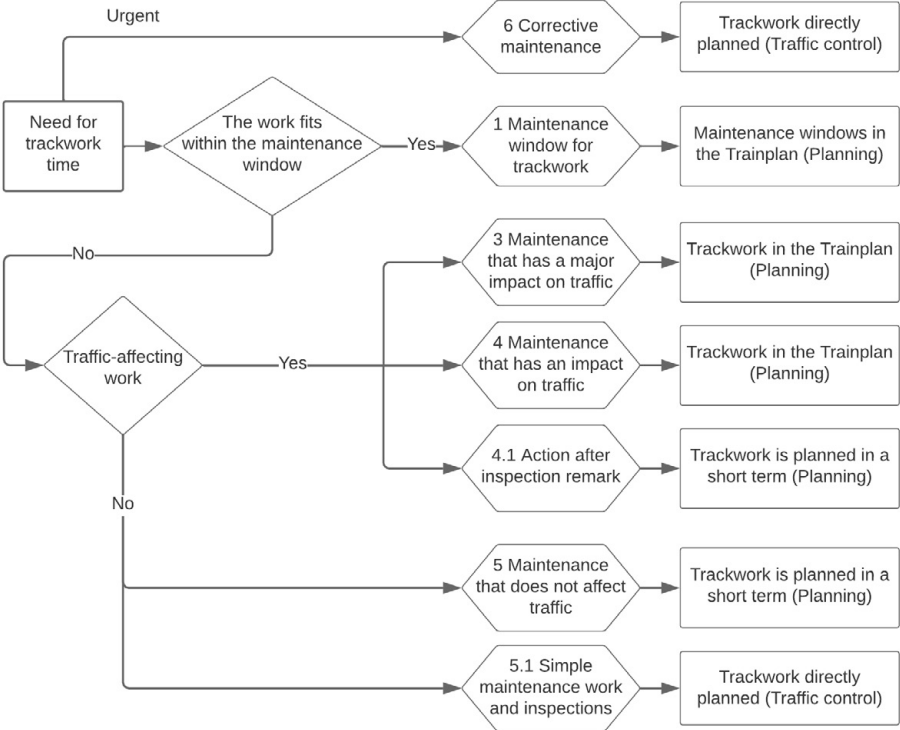 Urgent
6 Corrective
maintenance
Trackwork directly
planned (Traffic control)
Need for
trackwork
time
The work fits
within the maintenance
window
Yes
1 Maintenance
window for
trackwork
Maintenance windows in
the Trainplan (Planning)
No
3 Maintenance
that has a major
impact on traffic
Trackwork in the Trainplan
(Planning)
Traffic-affecting
work
Yes
4 Maintenance
that has an impact
on traffic
Trackwork in the Trainplan
(Planning)
4.1 Action after
inspection remark
Trackwork is planned in a
short term (Planning)
No
5 Maintenance
that does not affect
traffic
Trackwork is planned in a
short term (Planning)
5.1 Simple
maintenance work
and inspections
Trackwork directly
planned (Traffic control)